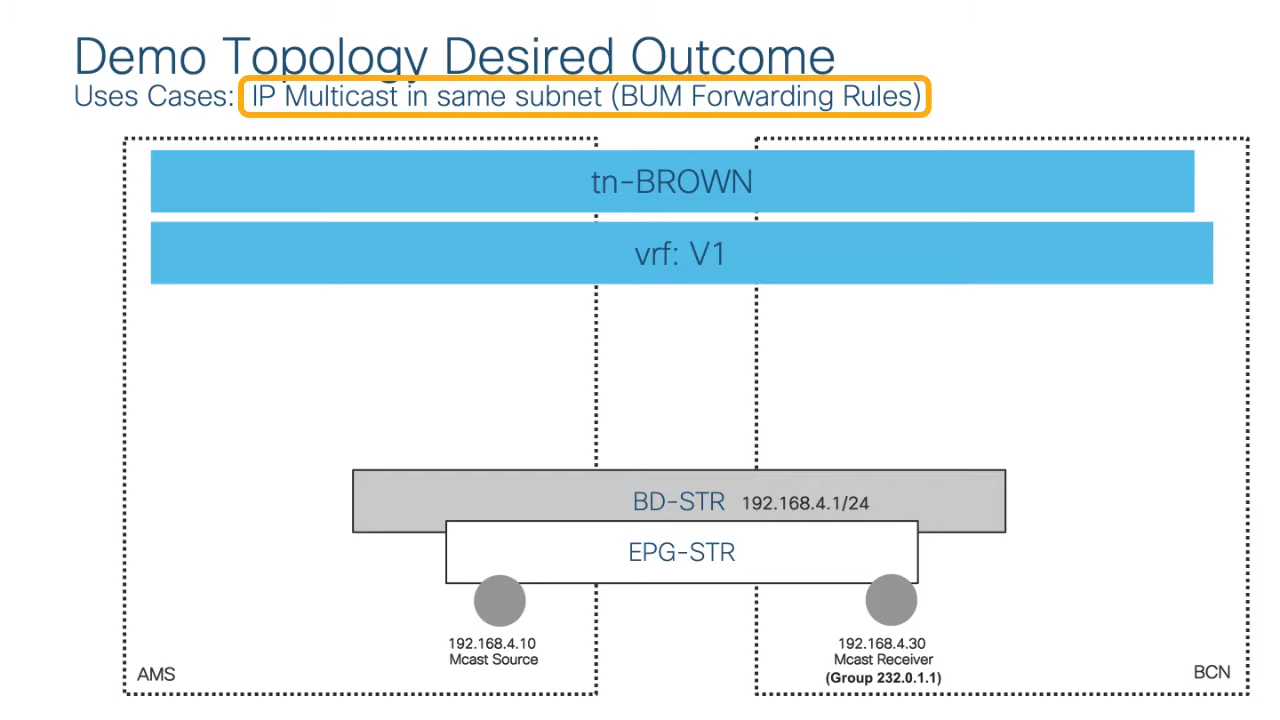 Demo Topology Desired Outcome
Uses Cases: IP Multicast in same subnet (BUM Forwarding Rules)
tn-BROWN
vrf: V1
BD-STR 192.168.4.1/24
EPG-STR
192.168.4.10
Mcast Source
192.168.4.30
Mcast Receiver
(Group 232.0.1.1)
AMS
BCN